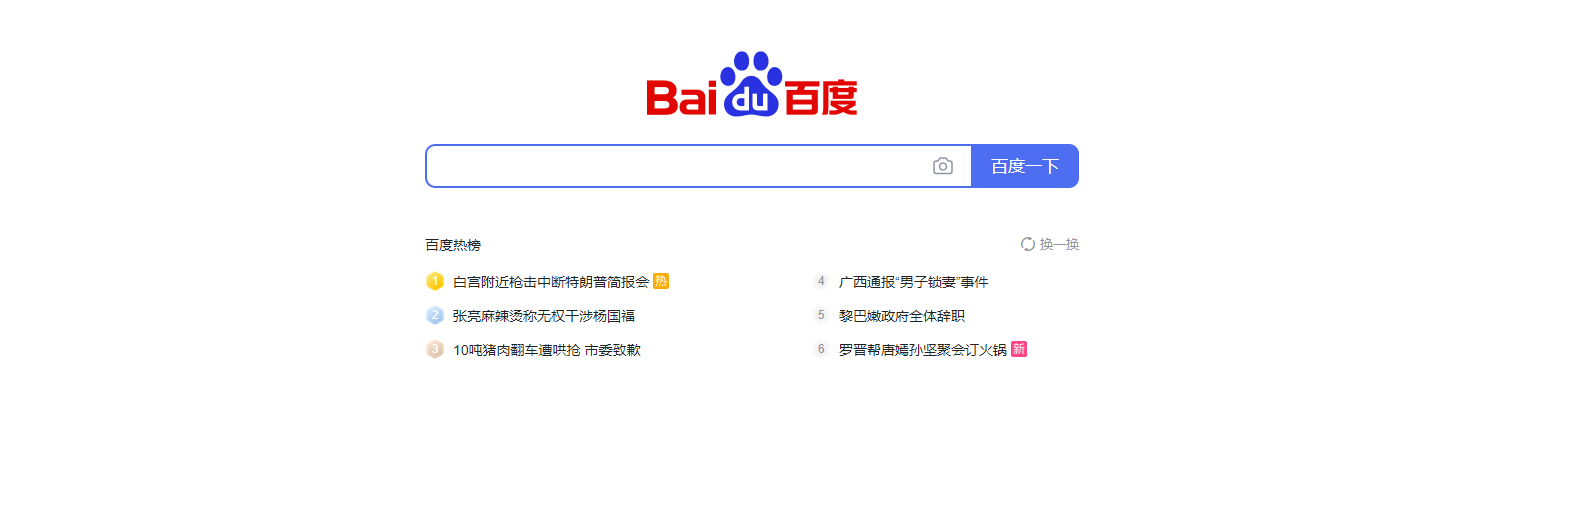 Bai du 百度
百度一下
百度热榜
换一换
1 白宫附近枪击中断特朗普简报会 热
2 张亮麻辣烫称无权干涉杨国福
3 10吨猪肉翻车遭哄抢 市委致歉
4 广西通报“男子锁妻”事件
5 黎巴嫩政府全体辞职
6 罗晋帮唐嫣孙坚聚会订火锅 新